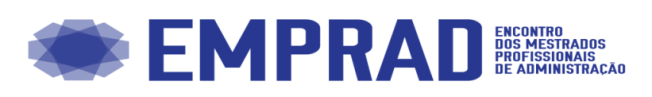 EMPRAD
ENCONTRO
DOS MESTRADOS
PROFISSIONAIS
DE ADMINISTRAÇÃO